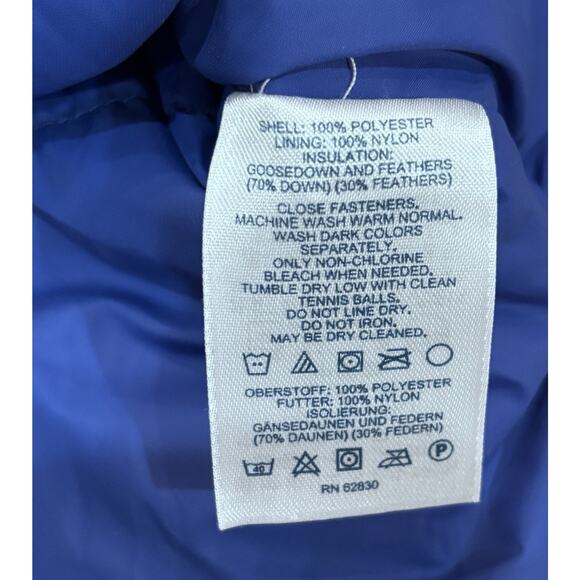 SHELL: 100% POLYESTER
LINING: 100% NYLON
INSULATION:
GOOSEDOWN AND FEATHERS
(70% DOWN) (30% FEATHERS)
CLOSE FASTENERS.
MACHINE WASH WARM NORMAL.
WASH DARK COLORS
SEPARATELY.
ONLY NON-CHLORINE
BLEACH WHEN NEEDED.
TUMBLE DRY LOW WITH CLEAN
TENNIS BALLS.
DO NOT LINE DRY.
DO NOT IRON.
MAY BE DRY CLEANED.
OBERSTOFF: 100% POLYESTER
FUTTER: 100% NYLON
ISOLIERUNG:
GÄNSEDAUNEN UND FEDERN
(70% DAUNEN) (30% FEDERN)
40 P
RN 62830